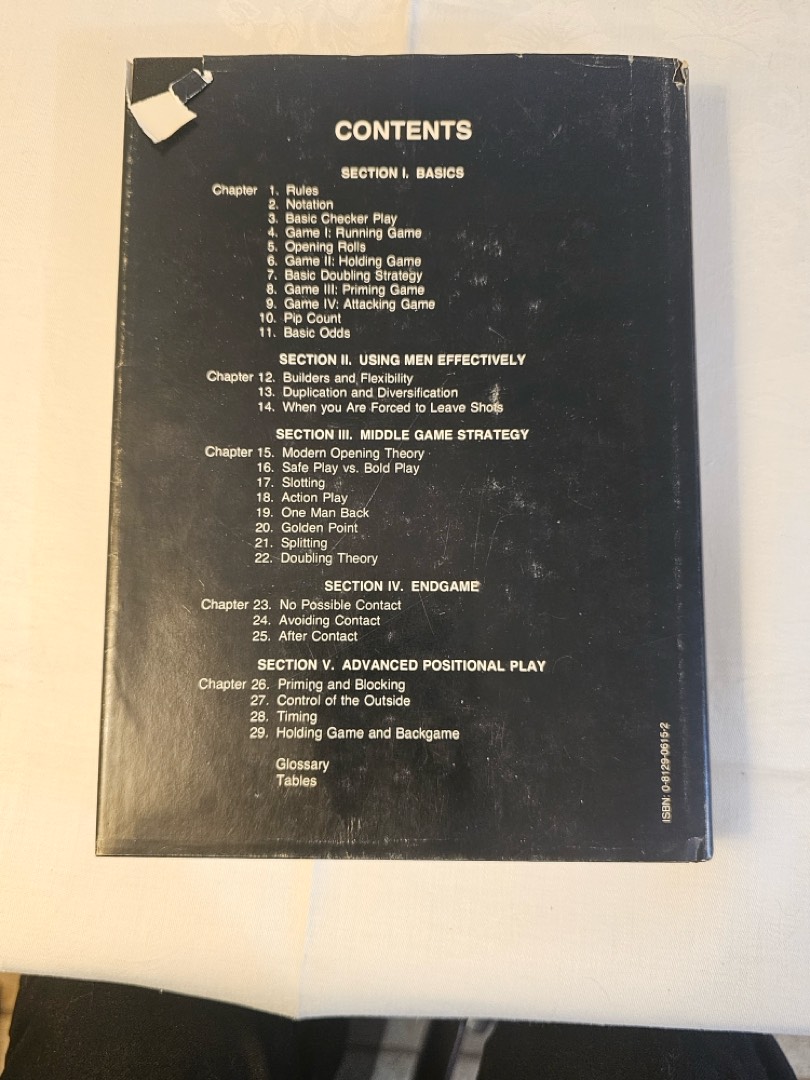 CONTENTS
SECTION I. BASICS
Chapter 1. Rules
2. Notation
3. Basic Checker Play
4. Game I: Running Game
5. Opening Rolls
6. Game II: Holding Game
7. Basic Doubling Strategy
8. Game III: Priming Game
9. Game IV: Attacking Game
10. Pip Count
11. Basic Odds
SECTION II. USING MEN EFFECTIVELY
Chapter 12. Builders and Flexibility
13. Duplication and Diversification
14. When you Are Forced to Leave Shots
SECTION III. MIDDLE GAME STRATEGY
Chapter 15. Modern Opening Theory
16. Safe Play vs. Bold Play
17. Slotting
18. Action Play
19. One Man Back
20. Golden Point
21. Splitting
22. Doubling Theory
SECTION IV. ENDGAME
Chapter 23. No Possible Contact
24. Avoiding Contact
25. After Contact
SECTION V. ADVANCED POSITIONAL PLAY
Chapter 26. Priming and Blocking
27. Control of the Outside
28. Timing
29. Holding Game and Backgame
Glossary
Tables
ISBN: 0-8129-0615-2